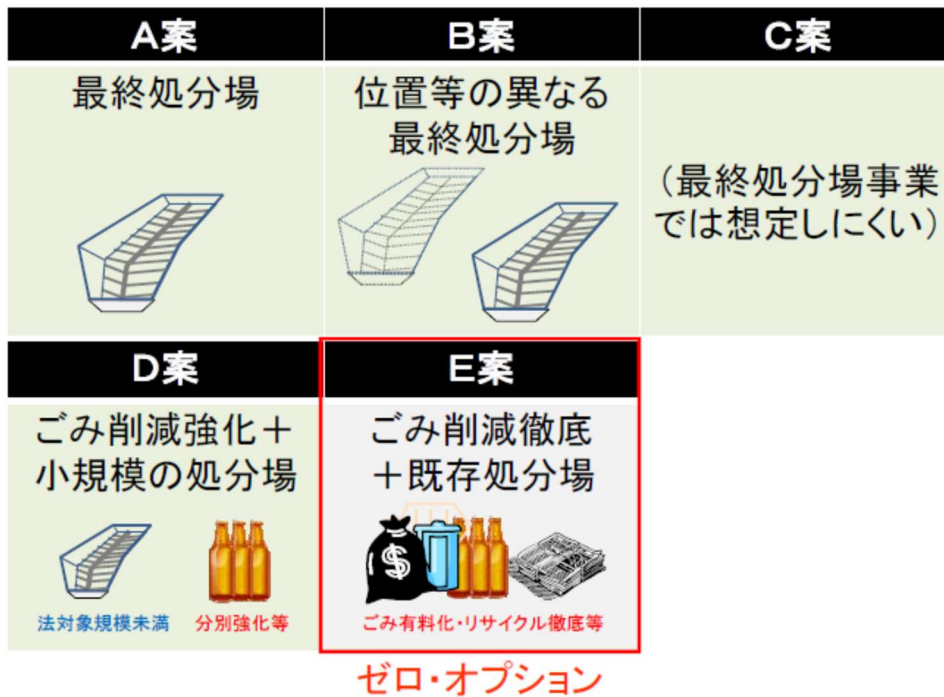 A案
B案
C案
最終処分場
位置等の異なる
最終処分場
（最終処分場事業
では想定しにくい）
D案
E案
ごみ削減強化＋
小規模の処分場
法対象規模未満
分別強化等
ごみ削減徹底
＋既存処分場
$
ごみ有料化・リサイクル徹底等
ゼロ・オプション